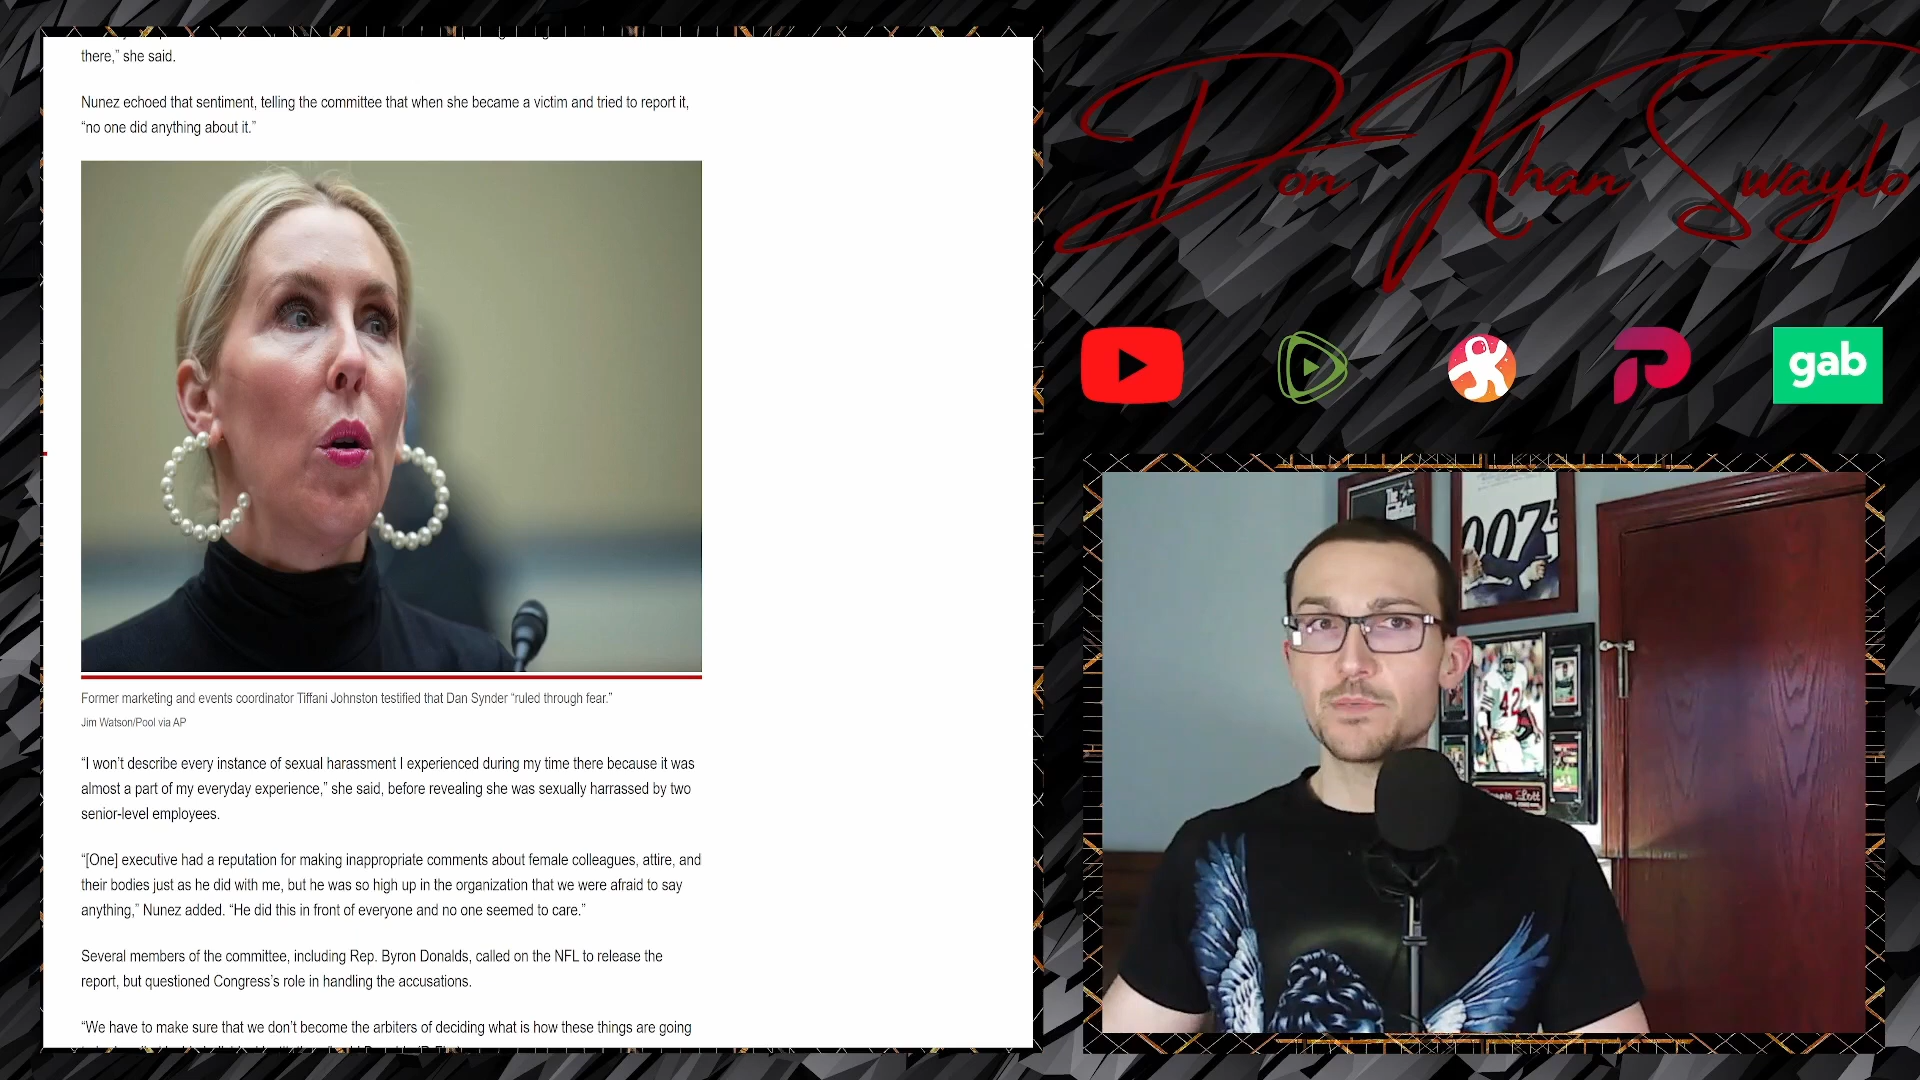 there,” she said.
Nunez echoed that sentiment, telling the committee that when she became a victim and tried to report it,
“no one did anything about it.”
Former marketing and events coordinator Tiffani Johnston testified that Dan Synder “ruled through fear.”
Jim Watson/Pool via AP
“I won’t describe every instance of sexual harassment I experienced during my time there because it was
almost a part of my everyday experience,” she said, before revealing she was sexually harrassed by two
senior-level employees.
“[One] executive had a reputation for making inappropriate comments about female colleagues, attire, and
their bodies just as he did with me, but he was so high up in the organization that we were afraid to say
anything,” Nunez added. “He did this in front of everyone and no one seemed to care.”
Several members of the committee, including Rep. Byron Donalds, called on the NFL to release the
report, but questioned Congress’s role in handling the accusations.
“We have to make sure that we don’t become the arbiters of deciding what is how these things are going
Don Khan Swaylo
gab
The
007
42
Lott